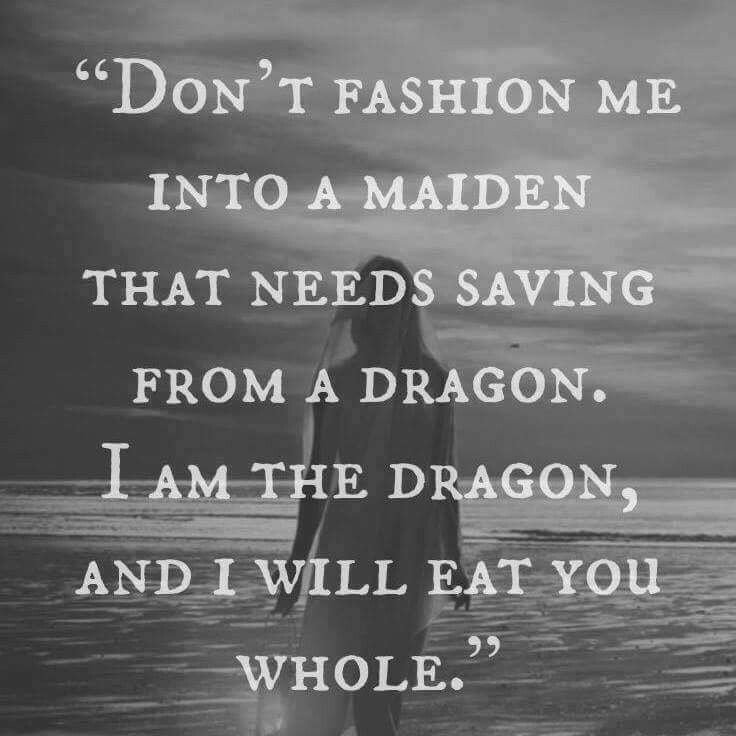 “Don’t fashion me
into a maiden
that needs saving
from a dragon.
I am the dragon,
and I will eat you
whole.”